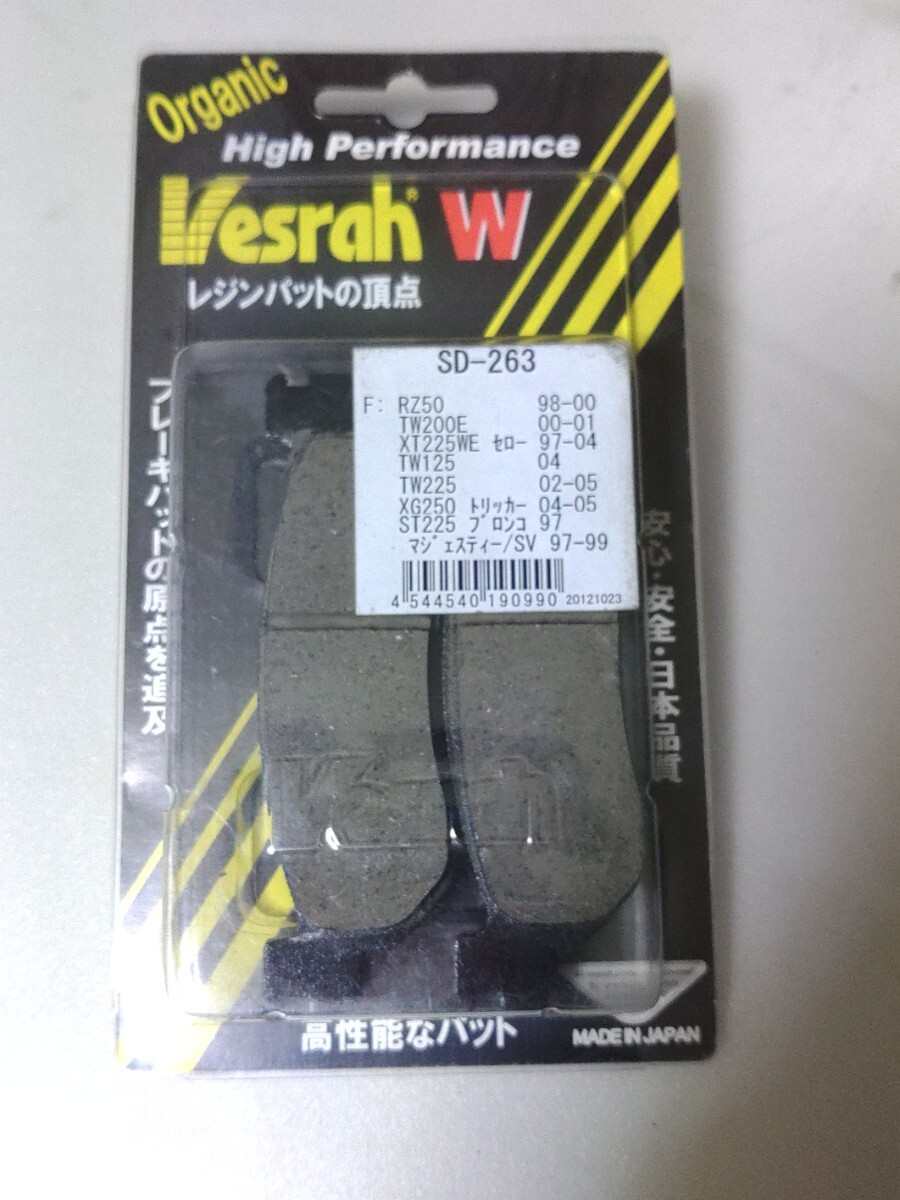 Organic
High Performance
Vesrah® W
レジンパットの頂点
ブレーキパットの原点を追及
SD-263
F: RZ50 98-00
TW200E 00-01
XT225WE セロー 97-04
TW125 04
TW225 02-05
XG250 トリッカー 04-05
ST225 ブロンコ 97
マジェスティー/SV 97-99
4 544540 190990 20121023
安心・安全・日本品質
Vesrah
高性能なパット
MADE IN JAPAN